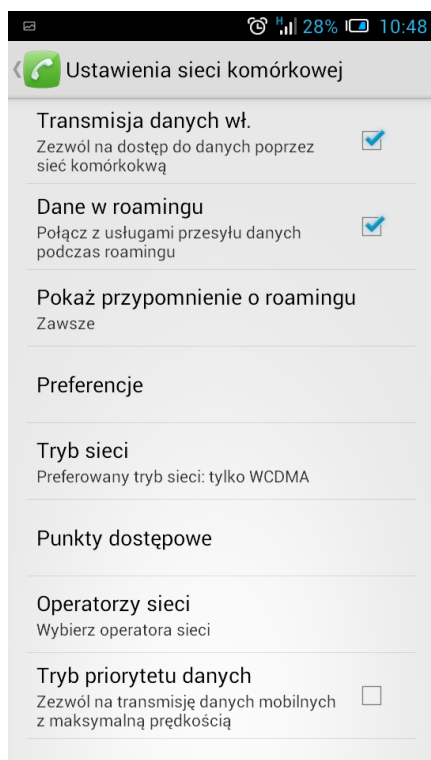 H 28% 10:48
Ustawienia sieci komórkowej
Transmisja danych wł.
Zezwól na dostęp do danych poprzez
sieć komórkokwą
Dane w roamingu
Połącz z usługami przesyłu danych
podczas roamingu
Pokaż przypomnienie o roamingu
Zawsze
Preferencje
Tryb sieci
Preferowany tryb sieci: tylko WCDMA
Punkty dostępowe
Operatorzy sieci
Wybierz operatora sieci
Tryb priorytetu danych
Zezwól na transmisję danych mobilnych
z maksymalną prędkością